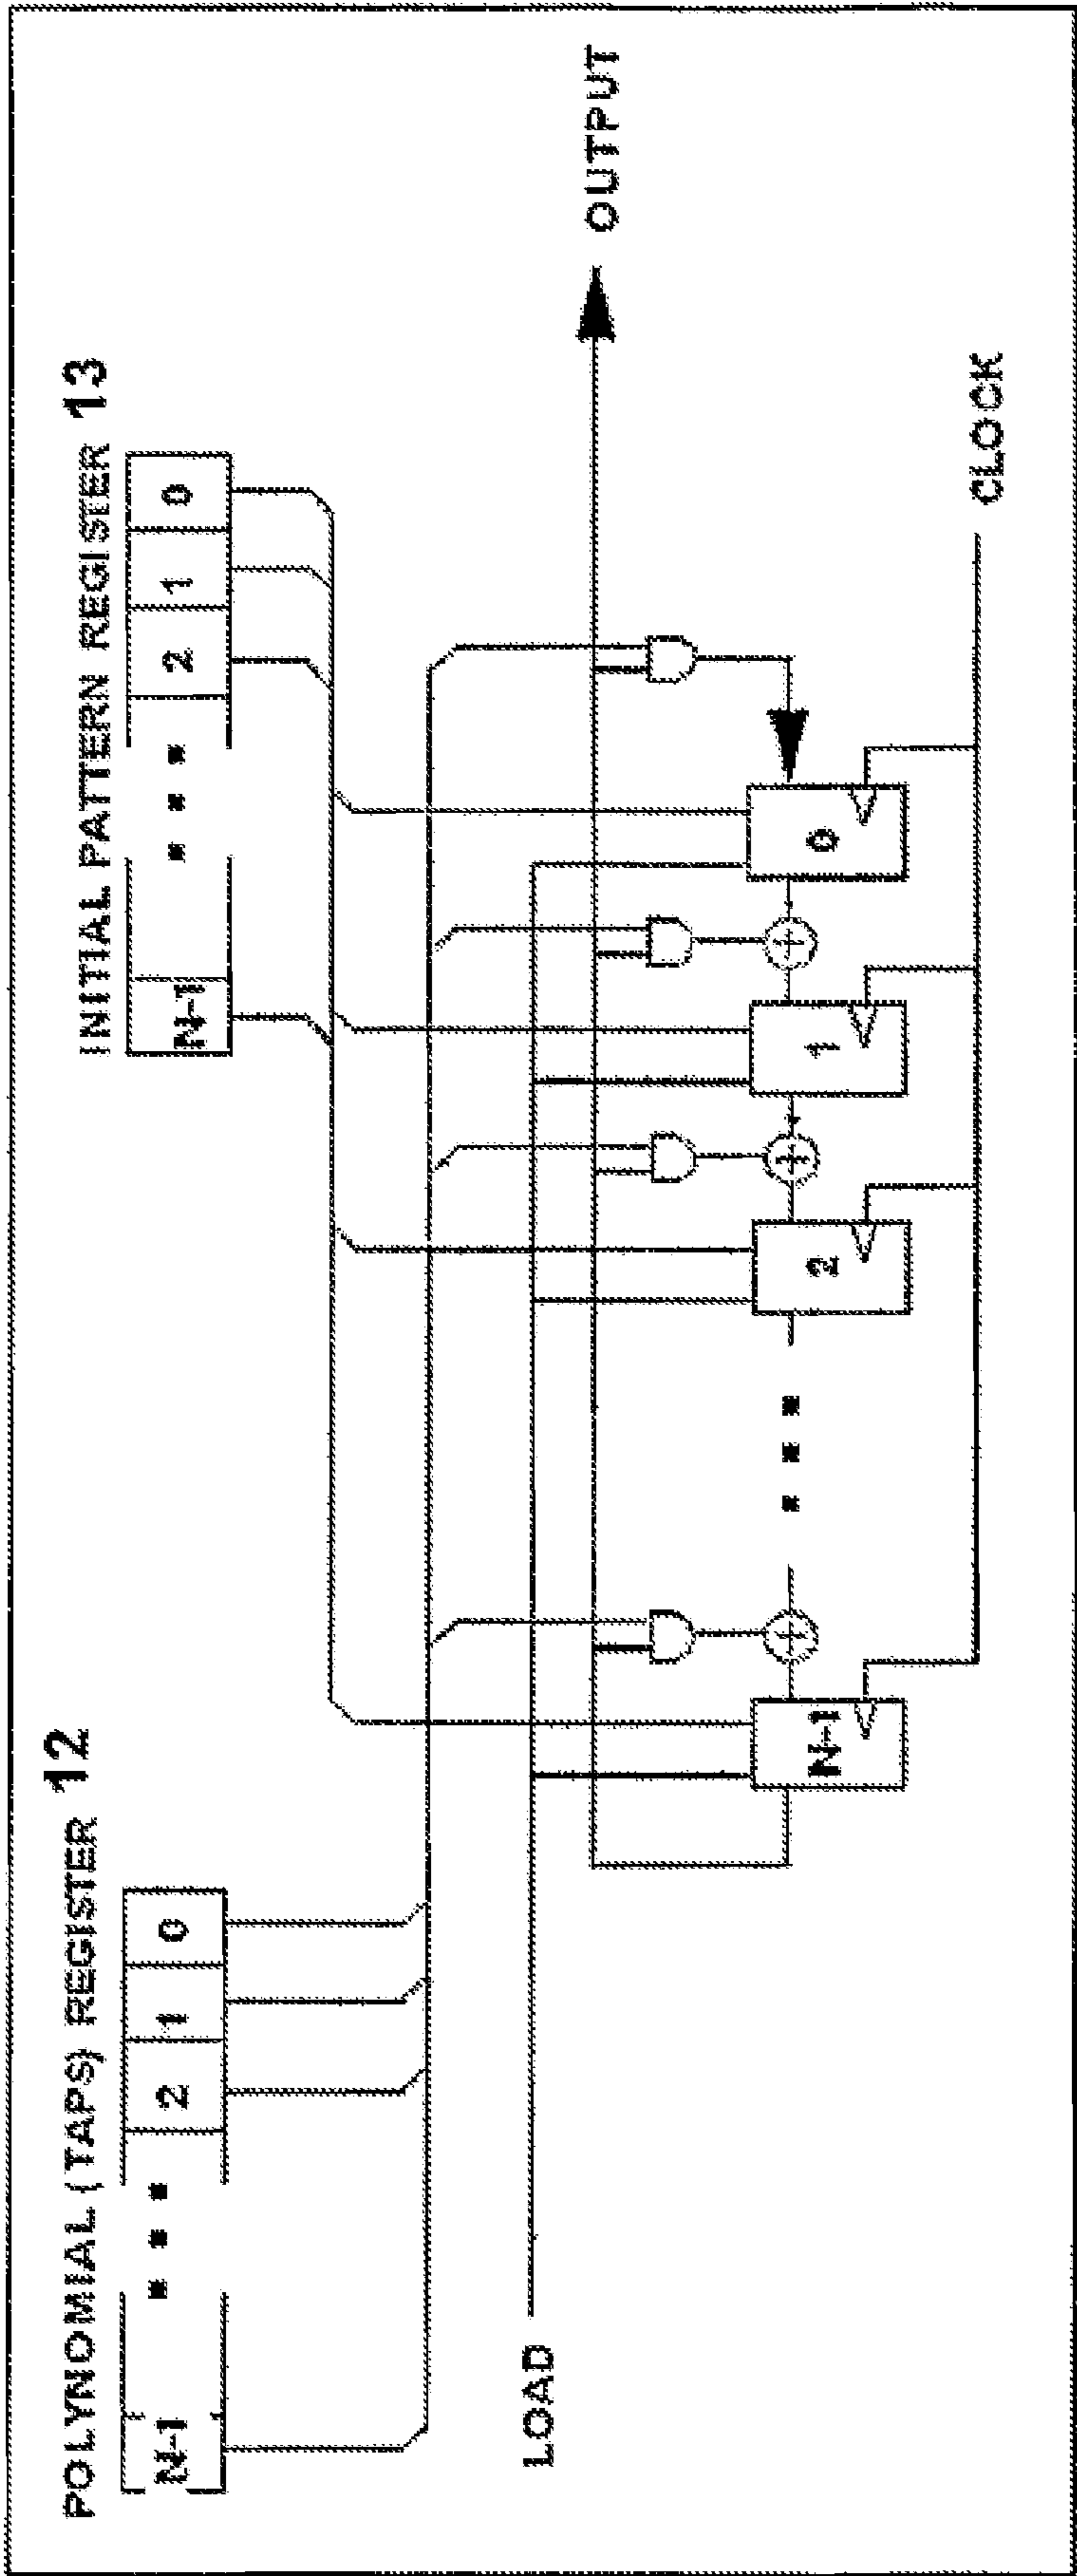 POLYNOMIAL (TAPS) REGISTER 12
N-1 2 1 0
INITIAL PATTERN REGISTER 13
N-1 2 1 0
LOAD
OUTPUT
N-1 2 1 0
CLOCK